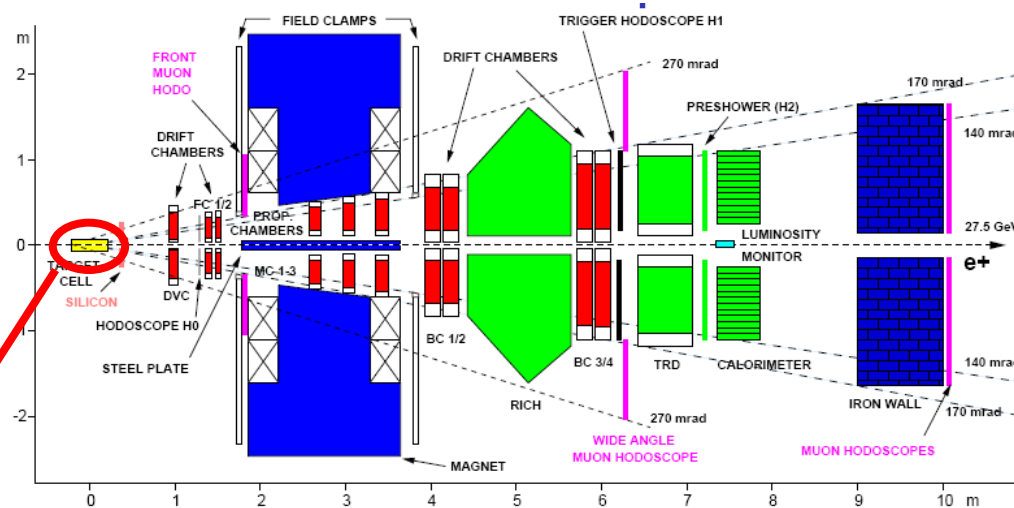 FIELD CLAMPS
TRIGGER HODOSCOPE H1
m
FRONT
MUON
HODO
DRIFT CHAMBERS
270 mrad
170 mrad
2
PRESHOWER (H2)
DRIFT
CHAMBERS
140 mrad
1
FC 1/2
PROP.
CHAMBERS
LUMINOSITY
27.5 GeV
0
MONITOR
e+
TARGET
CELL
MC 1-3
SILICON
DVC
HODOSCOPE H0
-1
BC 1/2
STEEL PLATE
BC 3/4
TRD
CALORIMETER
140 mrad
RICH
IRON WALL
170 mrad
-2
270 mrad
WIDE ANGLE
MUON HODOSCOPE
MUON HODOSCOPES
MAGNET
0 1 2 3 4 5 6 7 8 9 10 m